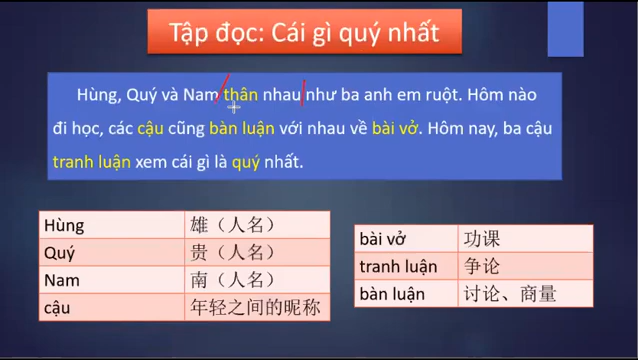 Tập đọc: Cái gì quý nhất
Hùng, Quý và Nam thân nhau như ba anh em ruột. Hôm nào
đi học, các cậu cũng bàn luận với nhau về bài vở. Hôm nay, ba cậu
tranh luận xem cái gì là quý nhất.
Hùng 雄（人名）
Quý 贵（人名）
Nam 南（人名）
cậu 年轻之间的昵称
bài vở 功课
tranh luận 争论
bàn luận 讨论、商量